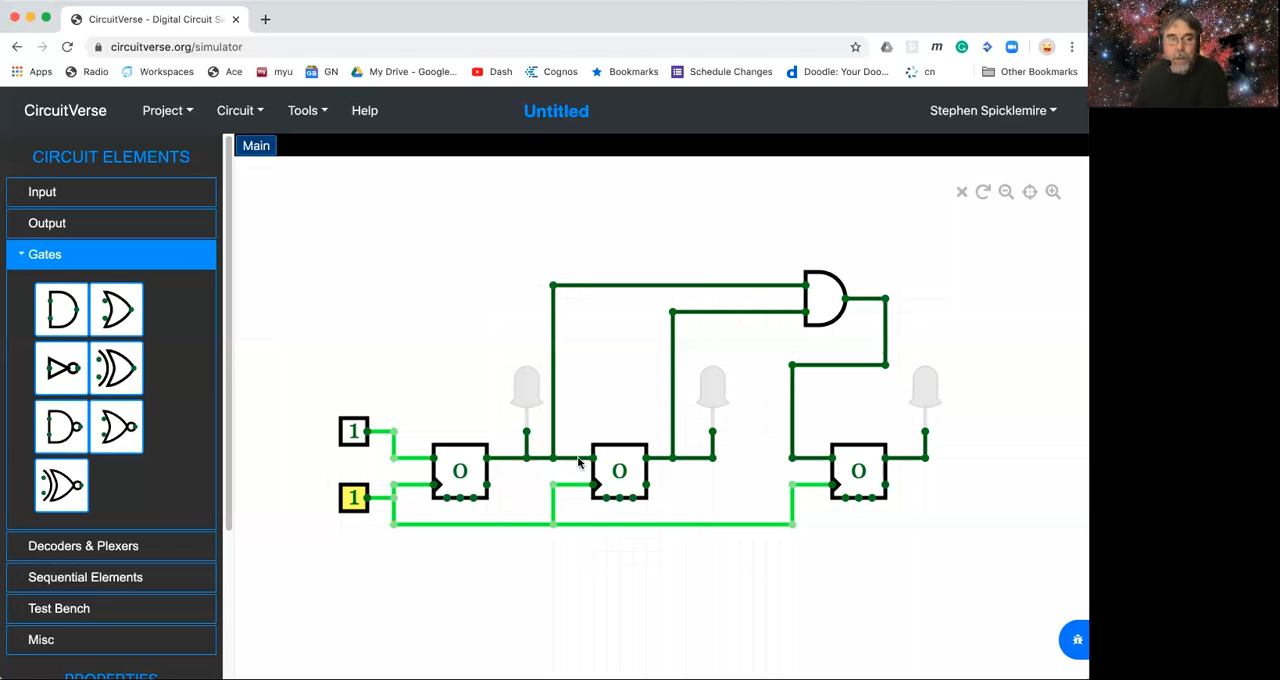 CircuitVerse - Digital Circuit S
circuitverse.org/simulator
Apps Radio Workspaces Ace myu GN My Drive - Google... Dash Cognos Bookmarks Schedule Changes Doodle: Your Doo... cn Other Bookmarks
CircuitVerse Project Circuit Tools Help Untitled Stephen Spicklemire
Main
CIRCUIT ELEMENTS
Input
Output
Gates
Decoders & Plexers
Sequential Elements
Test Bench
Misc
PROPERTIES
1
1
0
0
0